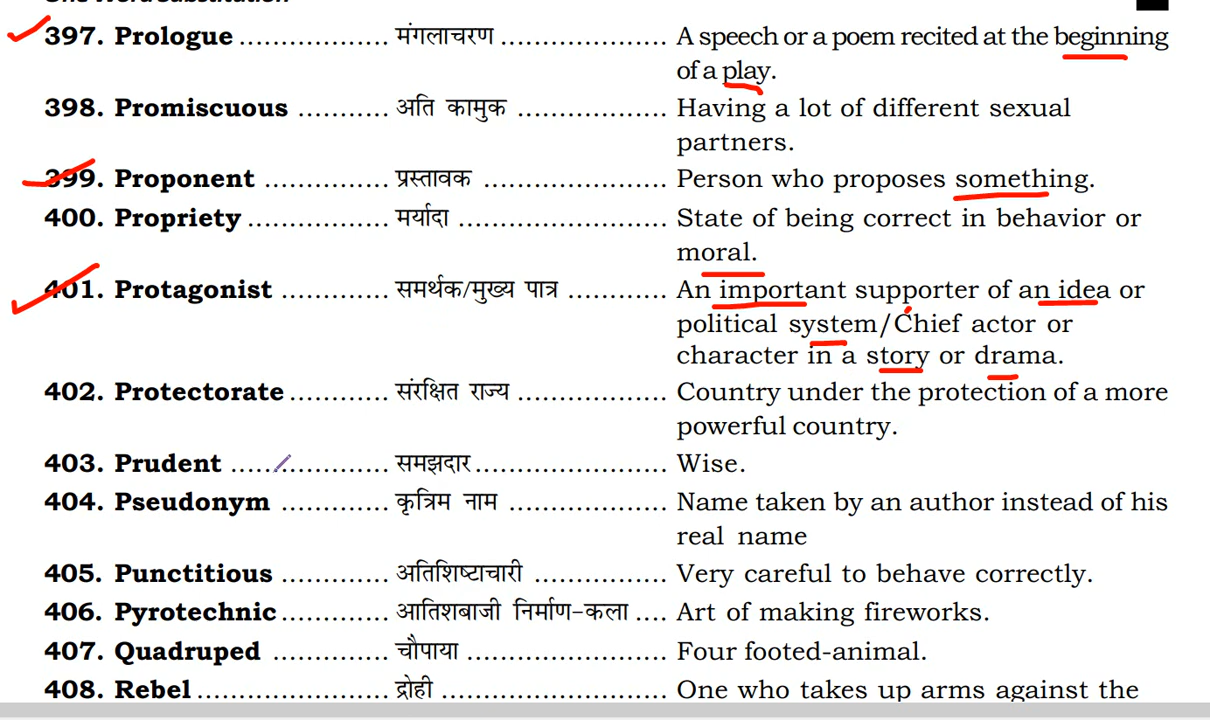 One Word Substitution
397. Prologue .................... मंगलाचरण ...................... A speech or a poem recited at the beginning
of a play.
398. Promiscuous ............ अति कामुक .................... Having a lot of different sexual
partners.
399. Proponent ................ प्रस्तावक ........................ Person who proposes something.
400. Propriety .................. मर्यादा ........................... State of being correct in behavior or
moral.
401. Protagonist .............. समर्थक/मुख्य पात्र ............. An important supporter of an idea or
political system/Chief actor or
character in a story or drama.
402. Protectorate ............. संरक्षित राज्य ................... Country under the protection of a more
powerful country.
403. Prudent .................... समझदार......................... Wise.
404. Pseudonym .............. कृत्रिम नाम ..................... Name taken by an author instead of his
real name
405. Punctitious .............. अतिशिष्टाचारी ................. Very careful to behave correctly.
406. Pyrotechnic .............. आतिशबाजी निर्माण-कला .... Art of making fireworks.
407. Quadruped ............... चौपाया .......................... Four footed-animal.
408. Rebel ........................ द्रोही ............................. One who takes up arms against the